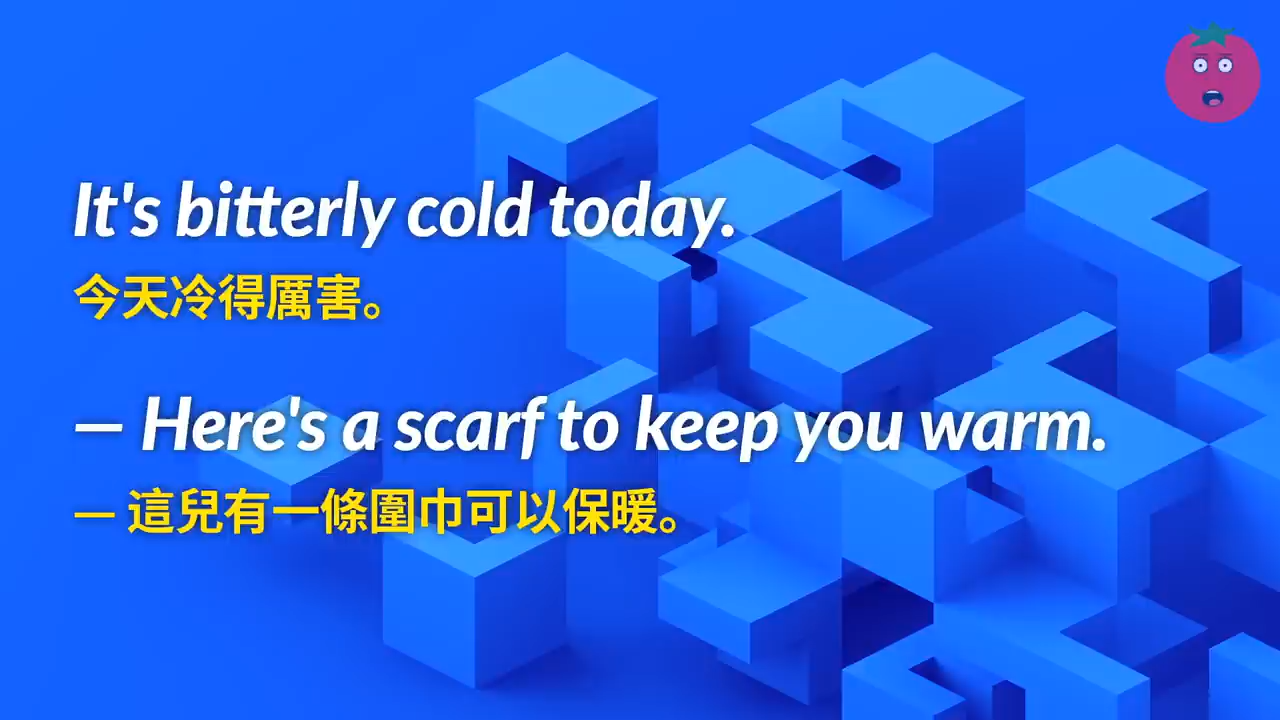 It's bitterly cold today.
今天冷得厲害。
— Here's a scarf to keep you warm.
— 這兒有一條圍巾可以保暖。